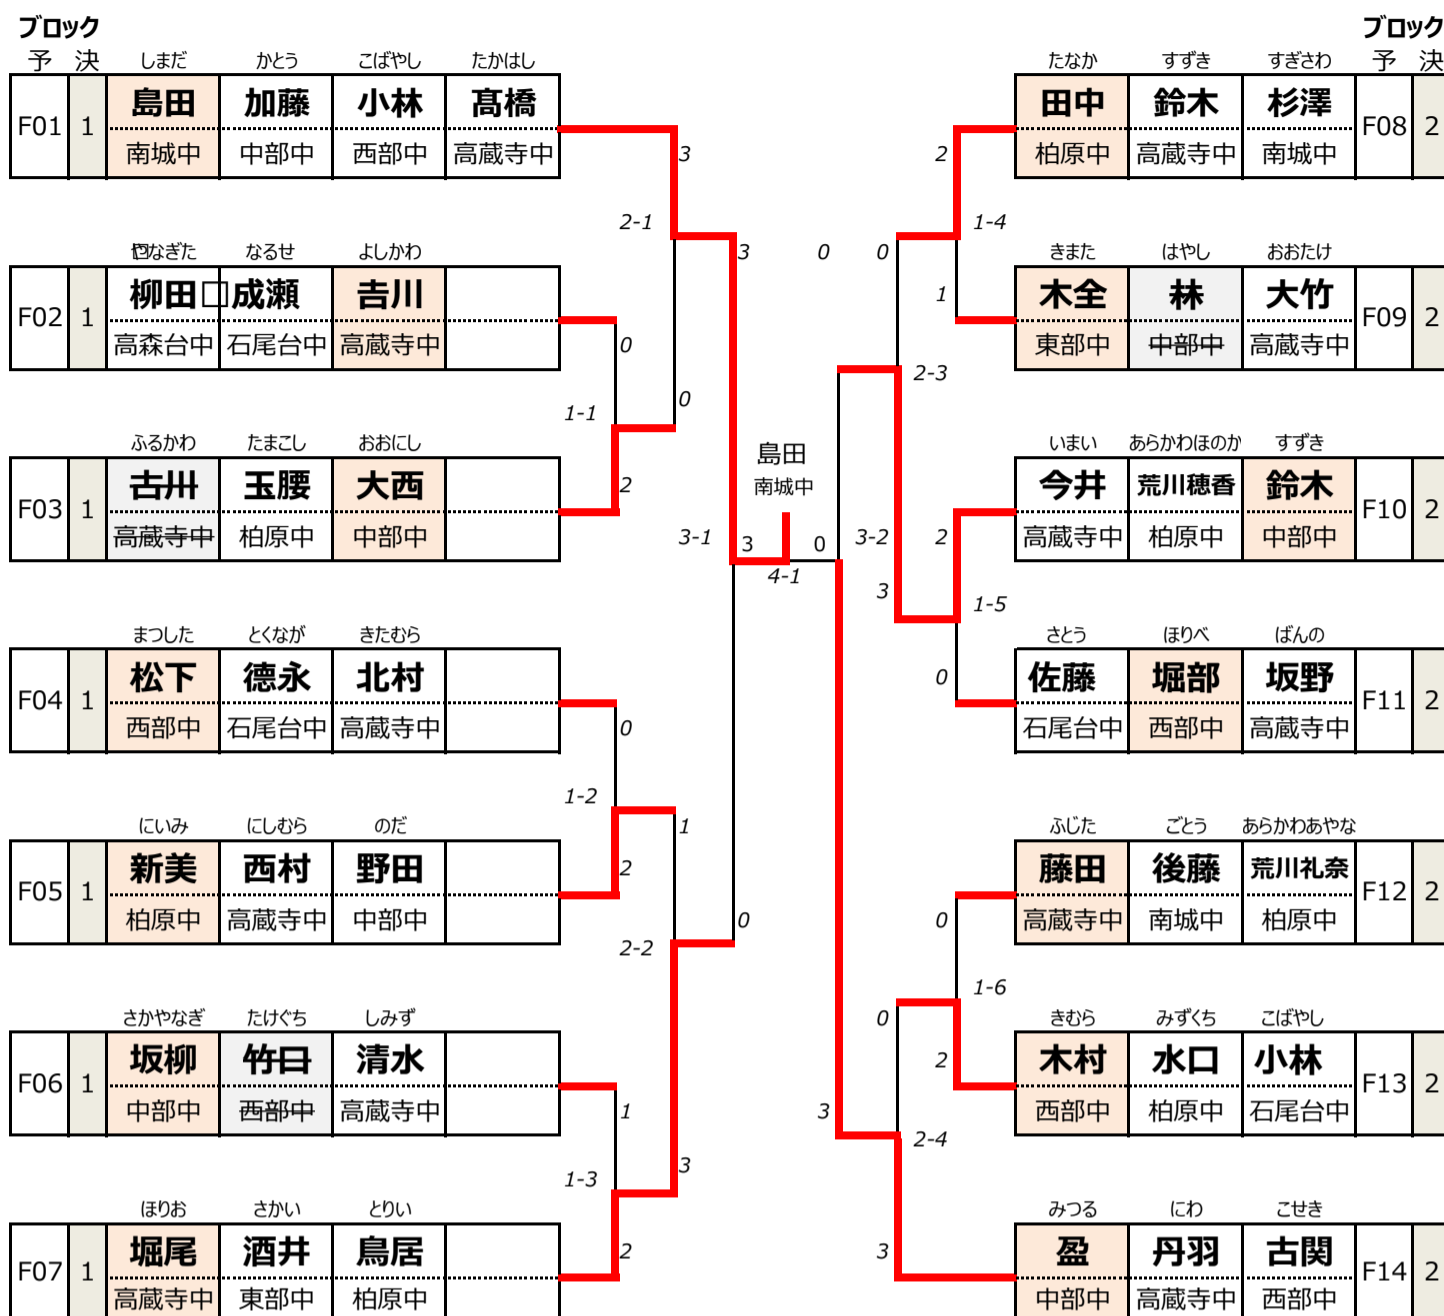 ブロック
予 決 しまだ かとう こばやし たかはし
F01 1 島田 加藤 小林 髙橋
南城中 中部中 西部中 高蔵寺中
3
2-1
3
やなぎた なるせ よしかわ
F02 1 柳田□成瀬 吉川
高森台中 石尾台中 高蔵寺中
0
0
1-1
ふるかわ たまこし おおにし
F03 1 古川 玉腰 大西
高蔵寺中 柏原中 中部中
2
3-1
まつした とくなが きたむら
F04 1 松下 德永 北村
西部中 石尾台中 高蔵寺中
0
1-2
1
にいみ にしむら のだ
F05 1 新美 西村 野田
柏原中 高蔵寺中 中部中
2
0
2-2
さかやなぎ たけぐち しみず
F06 1 坂柳 竹口 清水
中部中 西部中 高蔵寺中
1
3
1-3
ほりお さかい とりい
F07 1 堀尾 酒井 鳥居
高蔵寺中 東部中 柏原中
2
島田
南城中
3 0
4-1
ブロック
たなか すずき すぎさわ 予 決
田中 鈴木 杉澤 F08 2
柏原中 高蔵寺中 南城中
2
1-4
0 0
きまた はやし おおたけ
木全 林 大竹 F09 2
東部中 中部中 高蔵寺中
1
2-3
いまい あらかわほのか すずき
今井 荒川穂香 鈴木 F10 2
高蔵寺中 柏原中 中部中
3-2 2
3
1-5
さとう ほりべ ばんの
佐藤 堀部 坂野 F11 2
石尾台中 西部中 高蔵寺中
0
ふじた ごとう あらかわあやな
藤田 後藤 荒川礼奈 F12 2
高蔵寺中 南城中 柏原中
0
1-6
0
きむら みずくち こばやし
木村 水口 小林 F13 2
西部中 柏原中 石尾台中
2
3
2-4
みつる にわ こせき
盈 丹羽 古関 F14 2
中部中 高蔵寺中 西部中
3